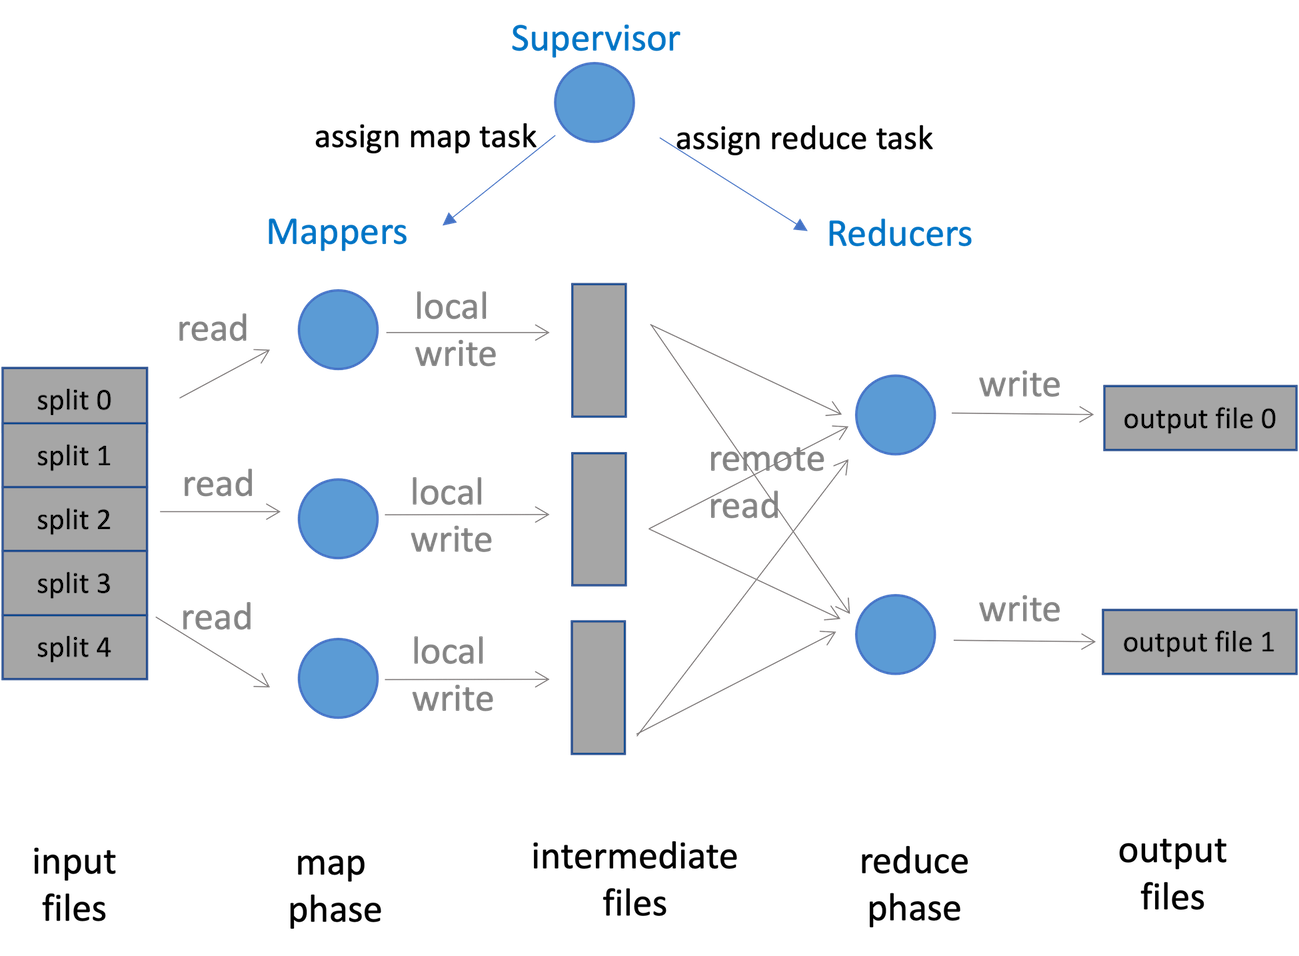 Supervisor
assign map task
assign reduce task
Mappers
Reducers
read
local
write
split 0
split 1
split 2
split 3
split 4
read
local
write
read
local
write
remote
read
write
output file 0
write
output file 1
input
files
map
phase
intermediate
files
reduce
phase
output
files